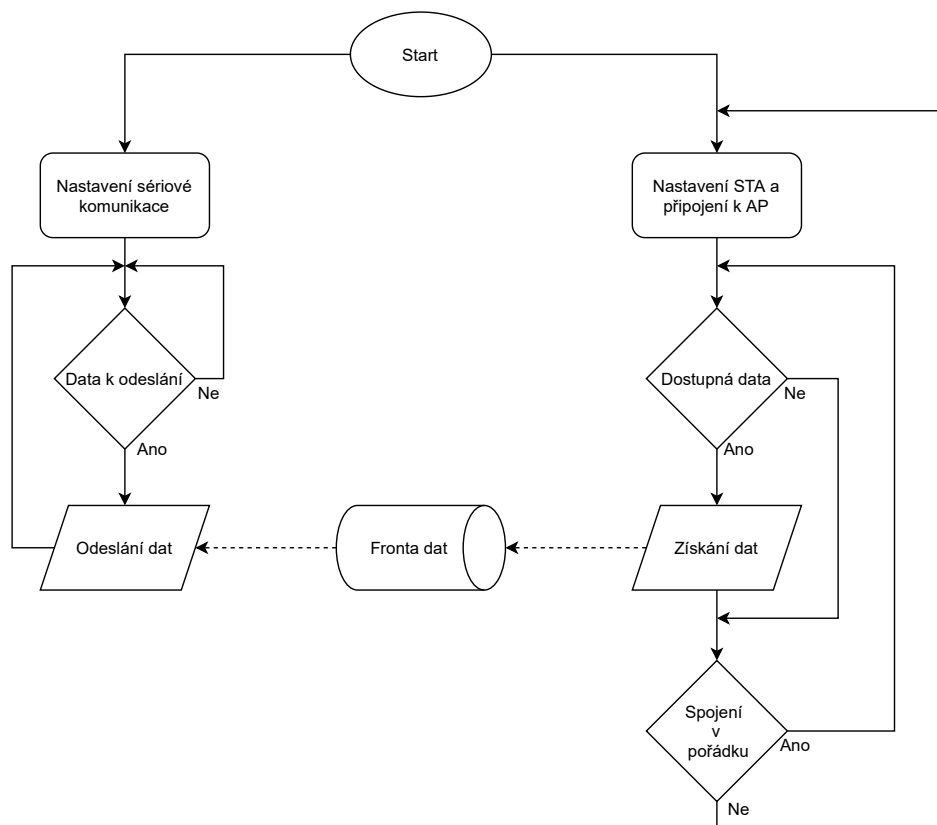 Start
Nastavení sériové
komunikace
Nastavení STA a
připojení k AP
Data k odeslání
Ne
Ano
Dostupná data
Ne
Ano
Odeslání dat
Fronta dat
Získání dat
Spojení
v
pořádku
Ano
Ne